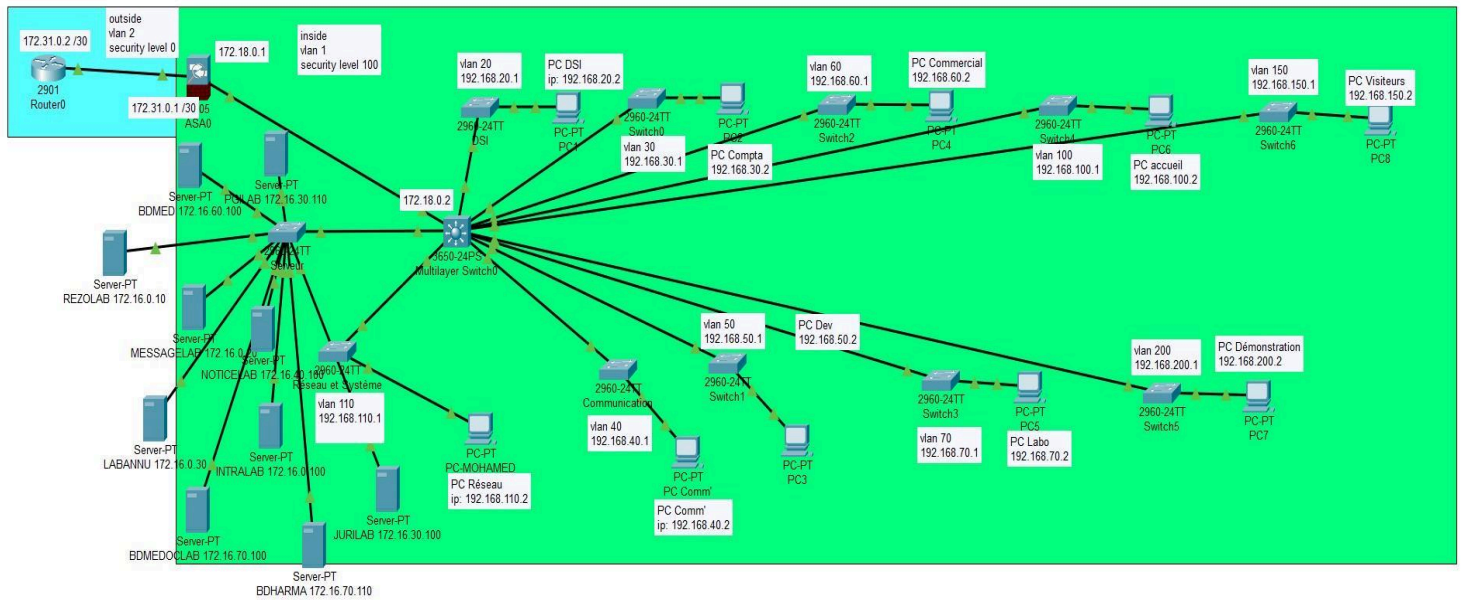 outside
vlan 2
security level 0
172.31.0.2 /30
172.18.0.1
inside
vlan 1
security level 100
2901
Router0
172.31.0.1 /30
05
ASA0
vlan 20
192.168.20.1
PC DSI
ip: 192.168.20.2
2960-24TT
DSI
PC-PT
PC1
2960-24TT
Switch0
vlan 30
192.168.30.1
PC-PT
PC2
PC Compta
192.168.30.2
vlan 60
192.168.60.1
2960-24TT
Switch2
PC Commercial
192.168.60.2
PC-PT
PC4
2960-24TT
Switch4
vlan 100
192.168.100.1
PC-PT
PC6
PC accueil
192.168.100.2
vlan 150
192.168.150.1
2960-24TT
Switch6
PC Visiteurs
192.168.150.2
PC-PT
PC8
Server-PT
PGILAB 172.16.30.110
Server-PT
BDMED 172.16.60.100
172.18.0.2
3650-24PS
Multilayer Switch0
2960-24TT
Serveur
Server-PT
REZOLAB 172.16.0.10
Server-PT
MESSAGELAB 172.16.0.20
Server-PT
NOTICELAB 172.16.40.100
2960-24TT
Réseau et Systéme
vlan 110
192.168.110.1
PC-PT
PC-MOHAMED
PC Réseau
ip: 192.168.110.2
Server-PT
LABANNU 172.16.0.30
Server-PT
INTRALAB 172.16.0.100
Server-PT
JURILAB 172.16.30.100
Server-PT
BDMEDOCLAB 172.16.70.100
Server-PT
BDHARMA 172.16.70.110
2960-24TT
Communication
vlan 40
192.168.40.1
PC-PT
PC Comm'
PC Comm'
ip: 192.168.40.2
vlan 50
192.168.50.1
2960-24TT
Switch1
PC-PT
PC3
PC Dev
192.168.50.2
2960-24TT
Switch3
vlan 70
192.168.70.1
PC-PT
PC5
PC Labo
192.168.70.2
vlan 200
192.168.200.1
2960-24TT
Switch5
PC Démonstration
192.168.200.2
PC-PT
PC7